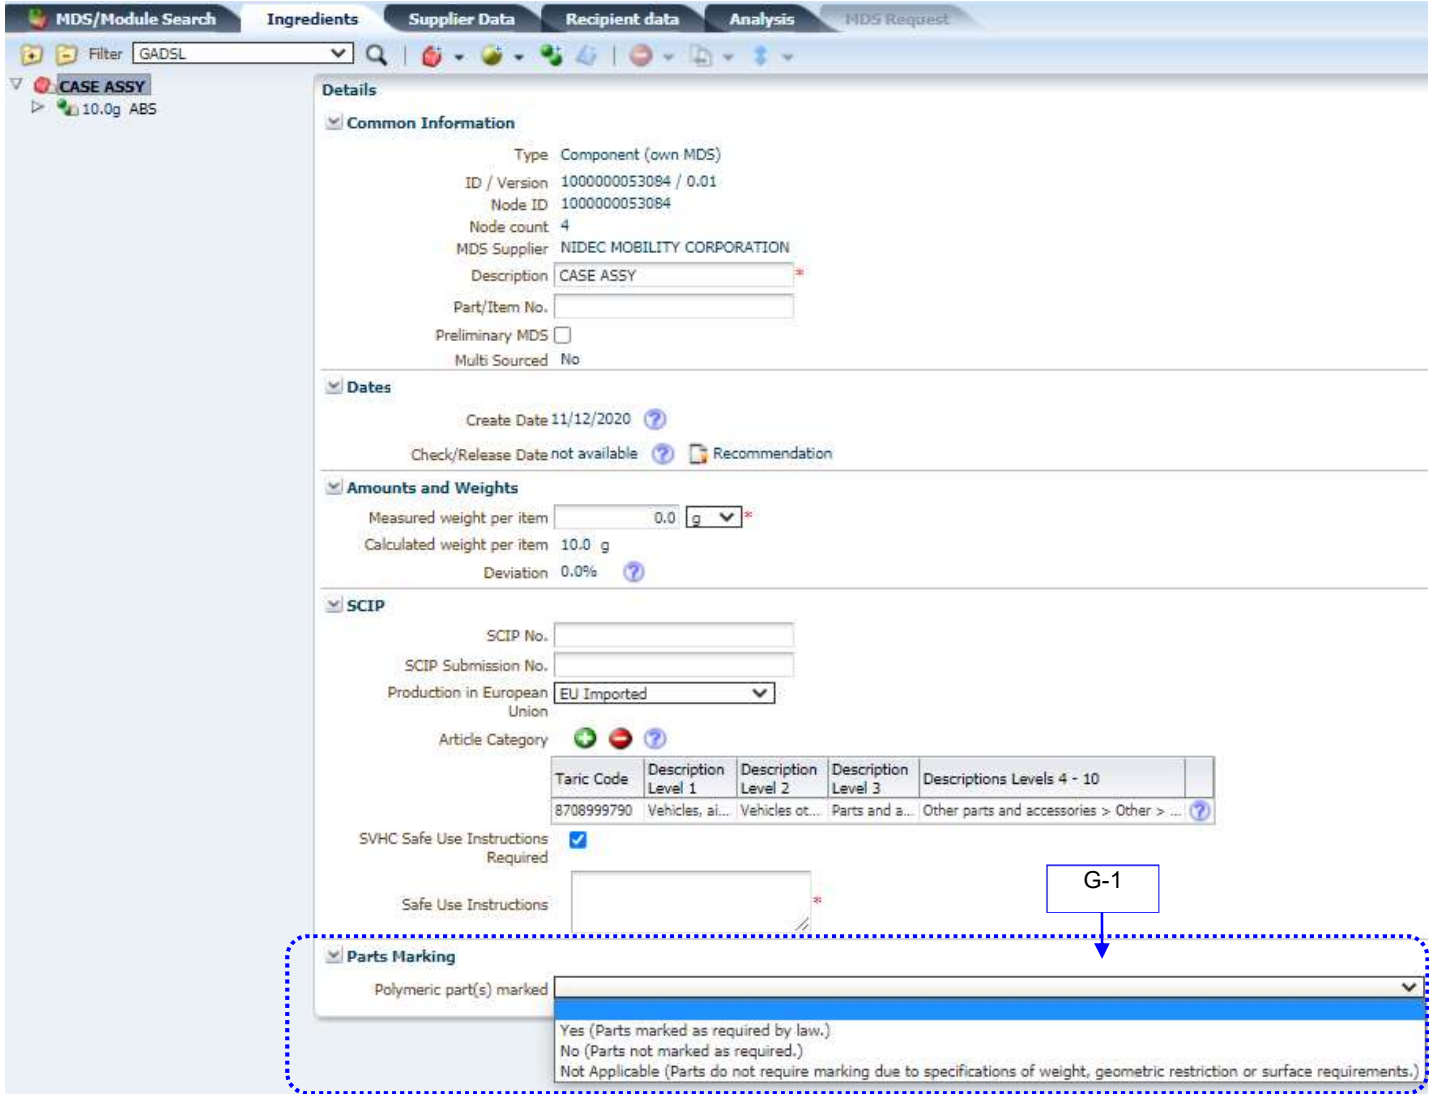 MDS/Module Search Ingredients Supplier Data Recipient data Analysis MDS Request
Filter GADSL
CASE ASSY
10.0g ABS
Details
Common Information
Type Component (own MDS)
ID / Version 1000000053084 / 0.01
Node ID 1000000053084
Node count 4
MDS Supplier NIDEC MOBILITY CORPORATION
Description CASE ASSY *
Part/Item No.
Preliminary MDS
Multi Sourced No
Dates
Create Date 11/12/2020
Check/Release Date not available Recommendation
Amounts and Weights
Measured weight per item 0.0 g *
Calculated weight per item 10.0 g
Deviation 0.0%
SCIP
SCIP No.
SCIP Submission No.
Production in European EU Imported
Union
Article Category
Taric Code Description Level 1 Description Level 2 Description Level 3 Descriptions Levels 4 - 10
8708999790 Vehicles, ai... Vehicles ot... Parts and a... Other parts and accessories > Other > ...
SVHC Safe Use Instructions
Required
Safe Use Instructions *
G-1
Parts Marking
Polymeric part(s) marked
Yes (Parts marked as required by law.)
No (Parts not marked as required.)
Not Applicable (Parts do not require marking due to specifications of weight, geometric restriction or surface requirements.)